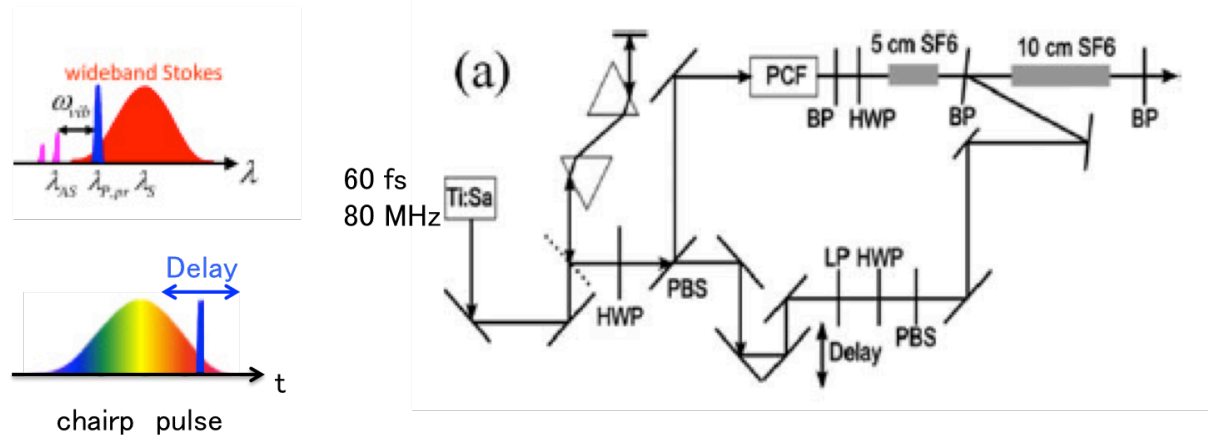 wideband Stokes
ω_vib
λ_AS λ_P,pr λ_S λ
Delay
t
chairp pulse
60 fs
80 MHz
(a)
Ti:Sa
HWP
PBS
PCF
BP
HWP
5 cm SF6
BP
10 cm SF6
BP
Delay
LP HWP
PBS